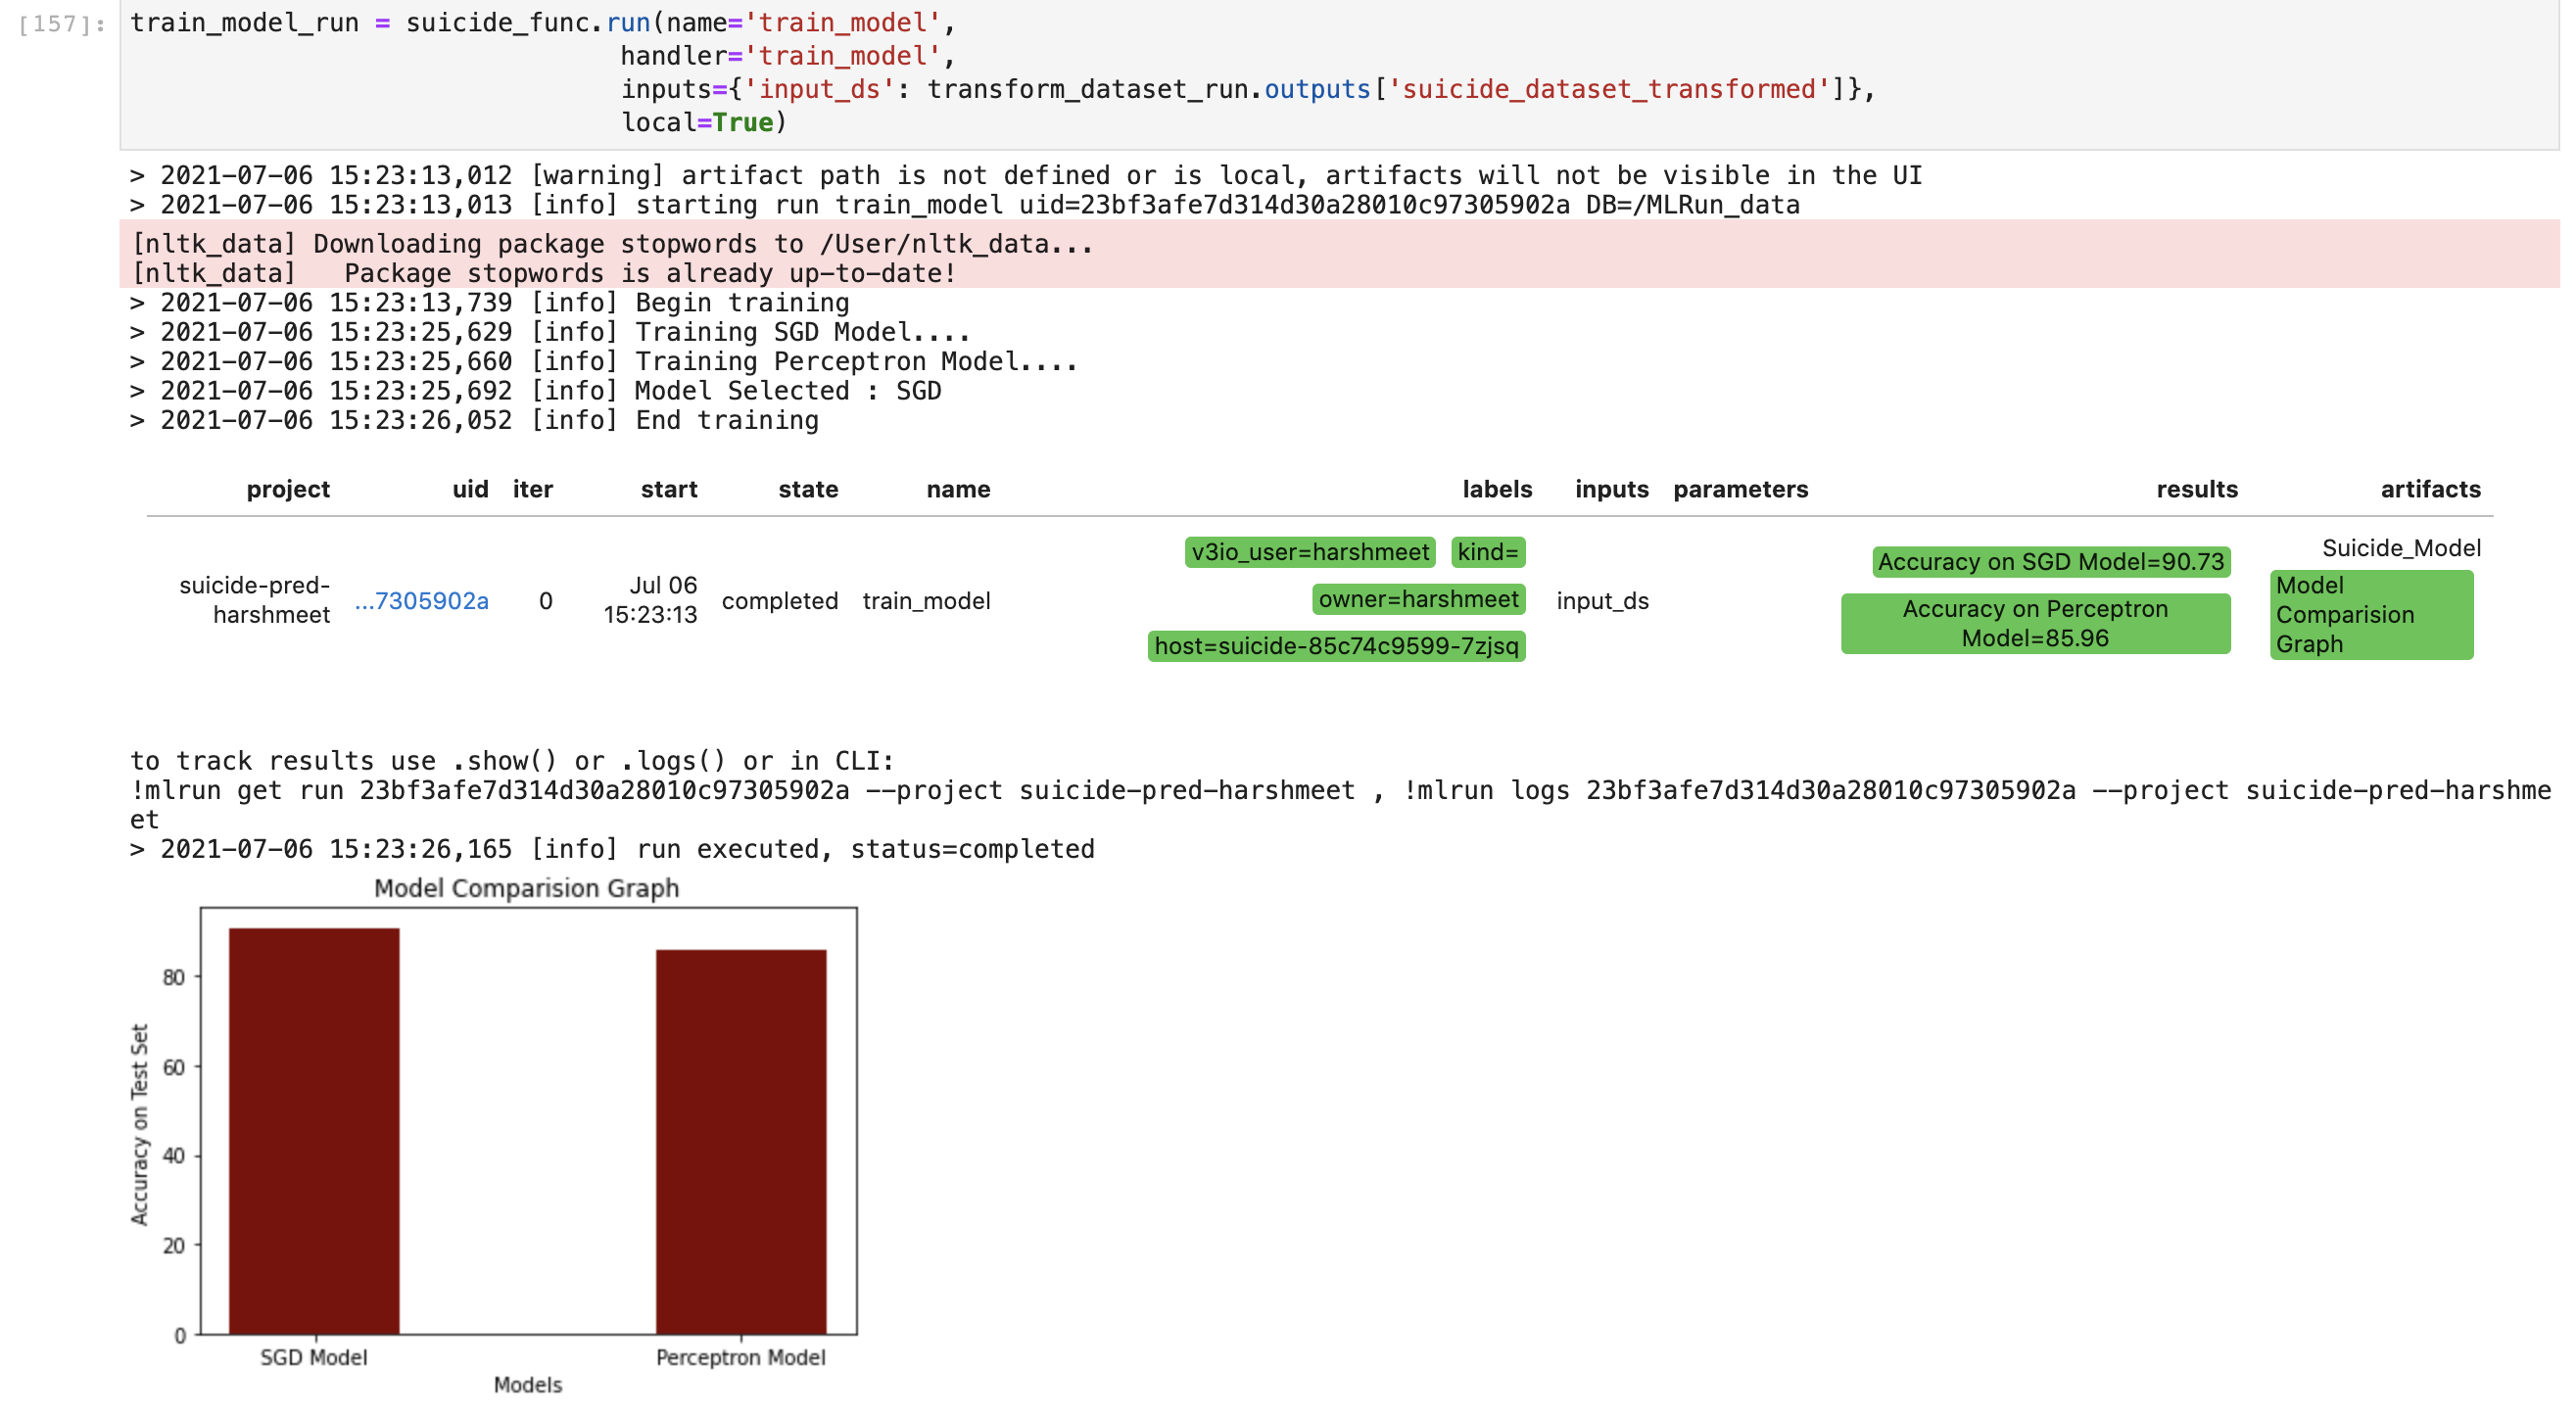 [157]: train_model_run = suicide_func.run(name='train_model',
handler='train_model',
inputs={'input_ds': transform_dataset_run.outputs['suicide_dataset_transformed']},
local=True)
> 2021-07-06 15:23:13,012 [warning] artifact path is not defined or is local, artifacts will not be visible in the UI
> 2021-07-06 15:23:13,013 [info] starting run train_model uid=23bf3afe7d314d30a28010c97305902a DB=/MLRun_data
[nltk_data] Downloading package stopwords to /User/nltk_data...
[nltk_data]   Package stopwords is already up-to-date!
> 2021-07-06 15:23:13,739 [info] Begin training
> 2021-07-06 15:23:25,629 [info] Training SGD Model....
> 2021-07-06 15:23:25,660 [info] Training Perceptron Model....
> 2021-07-06 15:23:25,692 [info] Model Selected : SGD
> 2021-07-06 15:23:26,052 [info] End training
project uid iter start state name labels inputs parameters results artifacts
suicide-pred-
harshmeet
...7305902a
0
Jul 06
15:23:13
completed
train_model
v3io_user=harshmeet kind=
owner=harshmeet
host=suicide-85c74c9599-7zjsq
input_ds
Accuracy on SGD Model=90.73
Accuracy on Perceptron
Model=85.96
Suicide_Model
Model
Comparision
Graph
to track results use .show() or .logs() or in CLI:
!mlrun get run 23bf3afe7d314d30a28010c97305902a --project suicide-pred-harshmeet , !mlrun logs 23bf3afe7d314d30a28010c97305902a --project suicide-pred-harshme
et
> 2021-07-06 15:23:26,165 [info] run executed, status=completed
Model Comparision Graph
Accuracy on Test Set
80
60
40
20
0
SGD Model Perceptron Model
Models